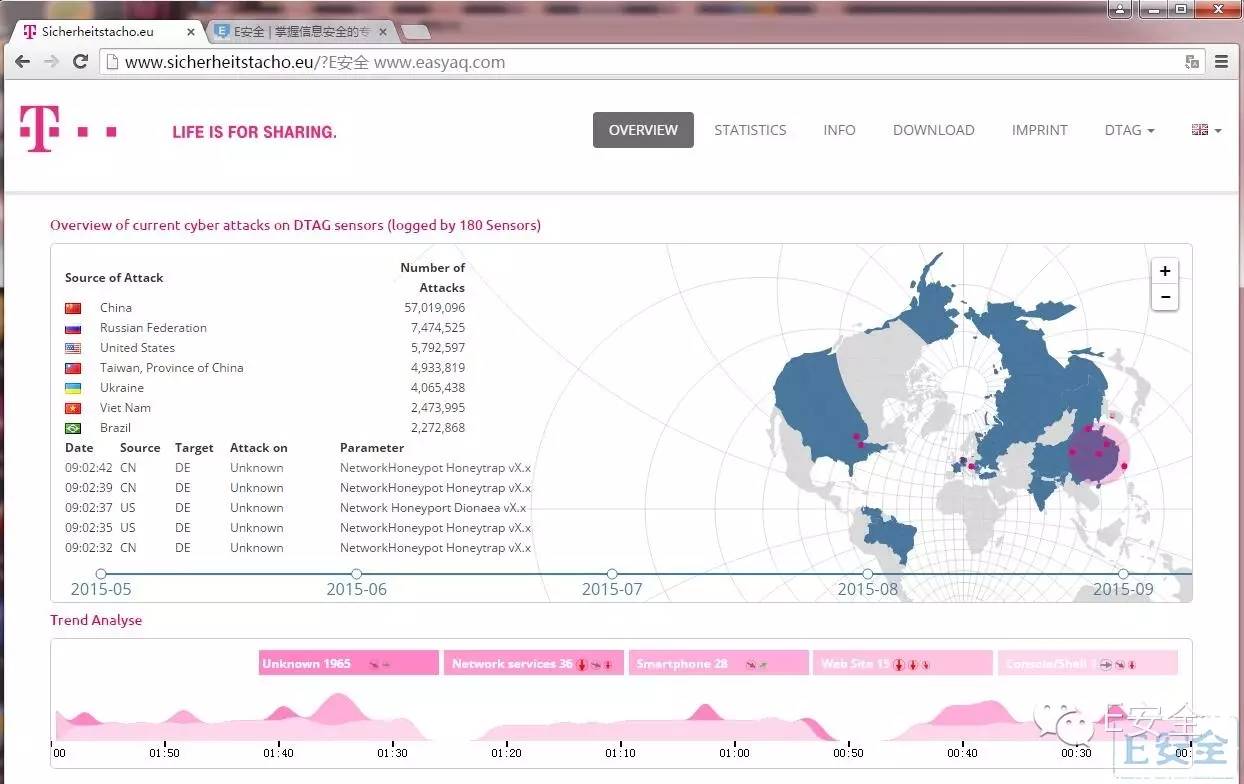 Sicherheitstacho.eu
E安全 | 掌握信息安全的专
www.sicherheitstacho.eu/?E安全 www.easyaq.com
T
LIFE IS FOR SHARING.
OVERVIEW STATISTICS INFO DOWNLOAD IMPRINT DTAG
Overview of current cyber attacks on DTAG sensors (logged by 180 Sensors)
Source of Attack Number of Attacks
China 57,019,096
Russian Federation 7,474,525
United States 5,792,597
Taiwan, Province of China 4,933,819
Ukraine 4,065,438
Viet Nam 2,473,995
Brazil 2,272,868
Date Source Target Attack on Parameter
09:02:42 CN DE Unknown NetworkHoneypot Honeytrap vX.x
09:02:39 CN DE Unknown NetworkHoneypot Honeytrap vX.x
09:02:37 US DE Unknown Network Honeyport Dionaea vX.x
09:02:35 US DE Unknown NetworkHoneypot Honeytrap vX.x
09:02:32 CN DE Unknown NetworkHoneypot Honeytrap vX.x
+
−
2015-05 2015-06 2015-07 2015-08 2015-09
Trend Analyse
Unknown 1965 Network services 36 Smartphone 28 Web Site 15 Console/Shell
00 01:50 01:40 01:30 01:20 01:10 01:00 00:50 00:40 00:30 00:
E安全
E安全